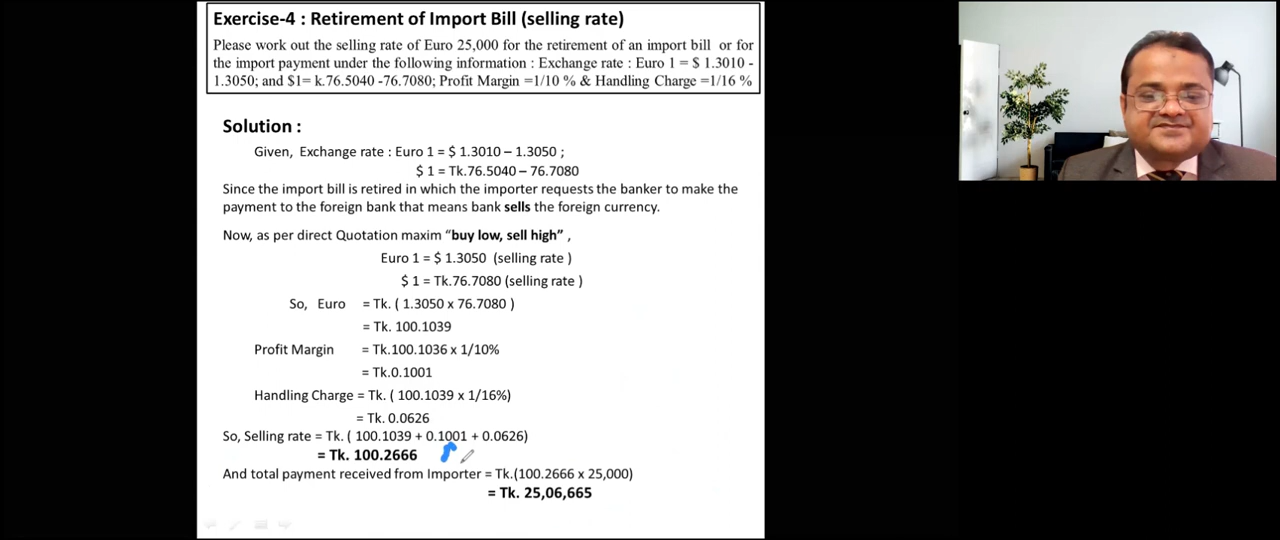 Exercise-4 : Retirement of Import Bill (selling rate)
Please work out the selling rate of Euro 25,000 for the retirement of an import bill or for
the import payment under the following information : Exchange rate : Euro 1 = $ 1.3010 -
1.3050; and $1= k.76.5040 -76.7080; Profit Margin =1/10 % & Handling Charge =1/16 %
Solution :
Given, Exchange rate : Euro 1 = $ 1.3010 – 1.3050 ;
$ 1 = Tk.76.5040 – 76.7080
Since the import bill is retired in which the importer requests the banker to make the
payment to the foreign bank that means bank sells the foreign currency.
Now, as per direct Quotation maxim “buy low, sell high” ,
Euro 1 = $ 1.3050 (selling rate )
$ 1 = Tk.76.7080 (selling rate )
So, Euro = Tk. ( 1.3050 x 76.7080 )
= Tk. 100.1039
Profit Margin = Tk.100.1036 x 1/10%
= Tk.0.1001
Handling Charge = Tk. ( 100.1039 x 1/16%)
= Tk. 0.0626
So, Selling rate = Tk. ( 100.1039 + 0.1001 + 0.0626)
= Tk. 100.2666
And total payment received from Importer = Tk.(100.2666 x 25,000)
= Tk. 25,06,665